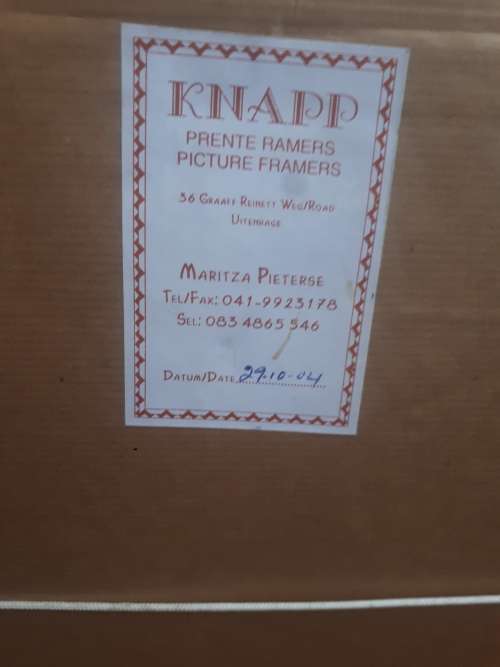 KNAPP
PRENTE RAMERS
PICTURE FRAMERS
36 GRAAFF REINETT WEG/ROAD
UITENHAGE
MARITZA PIETERSE
TEL/FAX: 041-9923178
SEL: 083 4865 546
DATUM/DATE 29.10-04